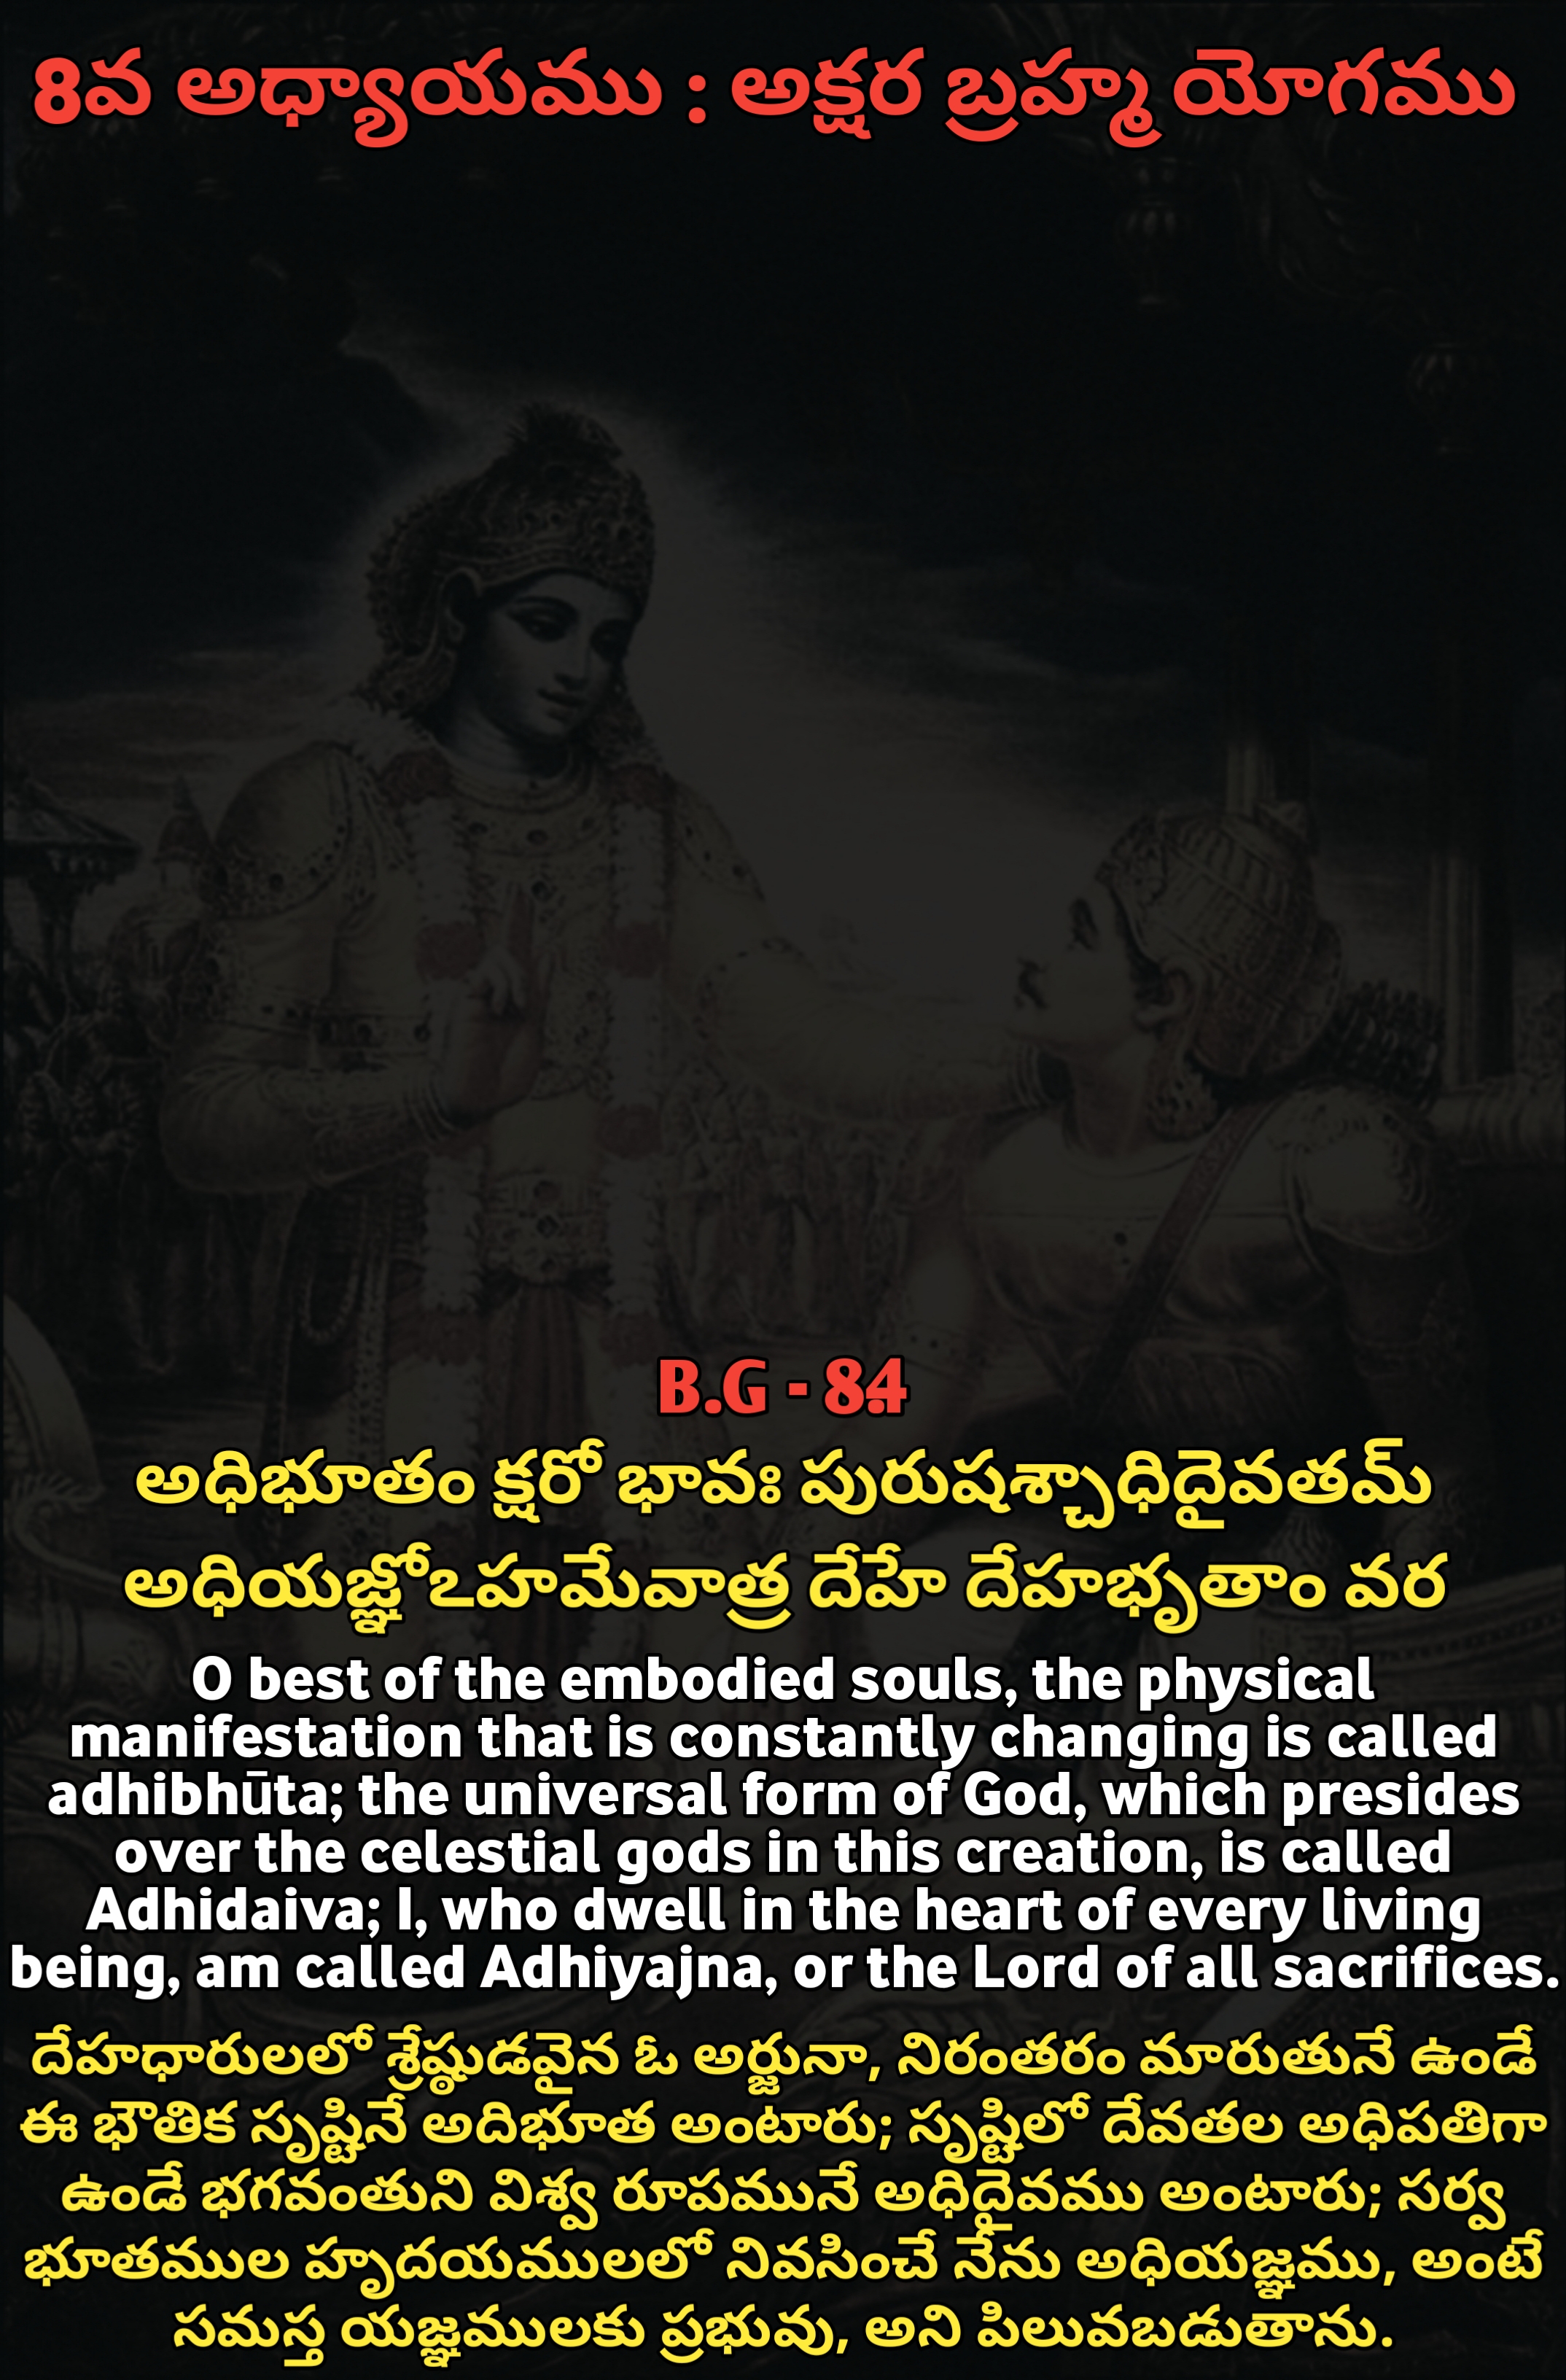 8వ అధ్యాయము : అక్షర బ్రహ్మ యోగము
B.G - 8.4
అధిభూతం క్షరో భావః పురుషశ్చాధిదైవతమ్
అధియజ్ఞోఽహమేవాత్ర దేహే దేహభృతాం వర
O best of the embodied souls, the physical
manifestation that is constantly changing is called
adhibhūta; the universal form of God, which presides
over the celestial gods in this creation, is called
Adhidaiva; I, who dwell in the heart of every living
being, am called Adhiyajna, or the Lord of all sacrifices.
దేహధారులలో శ్రేష్ఠుడవైన ఓ అర్జునా, నిరంతరం మారుతునే ఉండే
ఈ భౌతిక సృష్టినే అదిభూత అంటారు; సృష్టిలో దేవతల అధిపతిగా
ఉండే భగవంతుని విశ్వ రూపమునే అధిదైవము అంటారు; సర్వ
భూతముల హృదయములలో నివసించే నేను అధియజ్ఞము, అంటే
సమస్త యజ్ఞములకు ప్రభువు, అని పిలువబడుతాను.